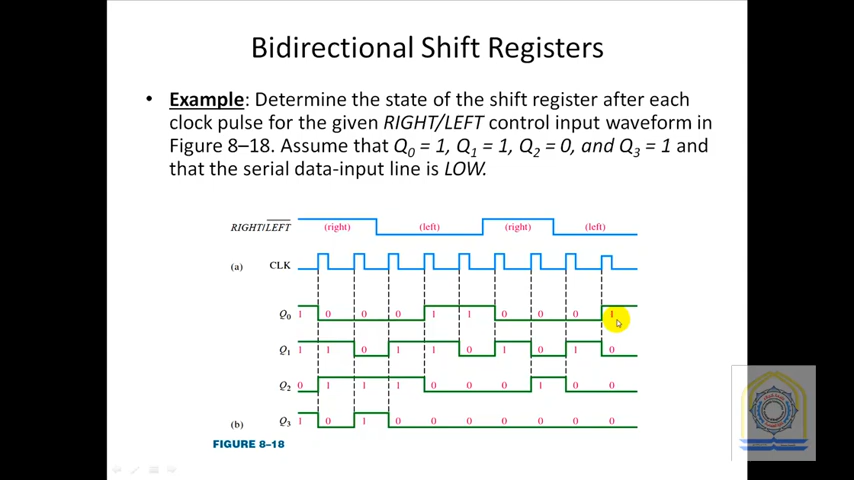 Bidirectional Shift Registers
• Example: Determine the state of the shift register after each
clock pulse for the given RIGHT/LEFT control input waveform in
Figure 8–18. Assume that Q₀ = 1, Q₁ = 1, Q₂ = 0, and Q₃ = 1 and
that the serial data-input line is LOW.
RIGHT/L̅E̅F̅T̅ (right) (left) (right) (left)
(a) CLK
Q₀ 1 0 0 0 1 1 0 0 0 1
Q₁ 1 1 0 1 1 0 1 0 1 0
Q₂ 0 1 1 1 0 0 0 1 0 0
(b) Q₃ 1 0 1 0 0 0 0 0 0 0
FIGURE 8–18